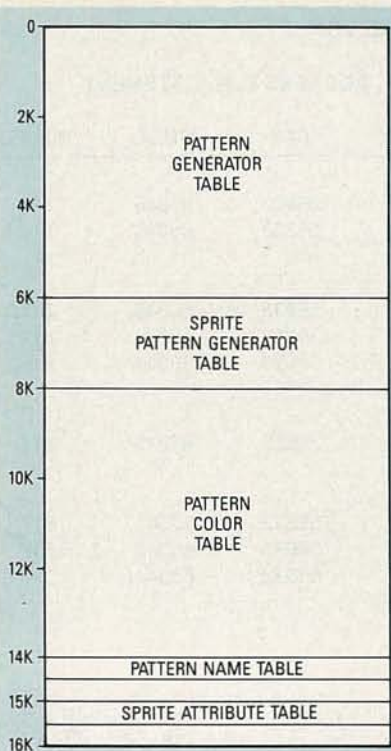 0
2K
PATTERN
GENERATOR
TABLE
4K
6K
SPRITE
PATTERN GENERATOR
TABLE
8K
10K
PATTERN
COLOR
TABLE
12K
14K
PATTERN NAME TABLE
15K
SPRITE ATTRIBUTE TABLE
16K